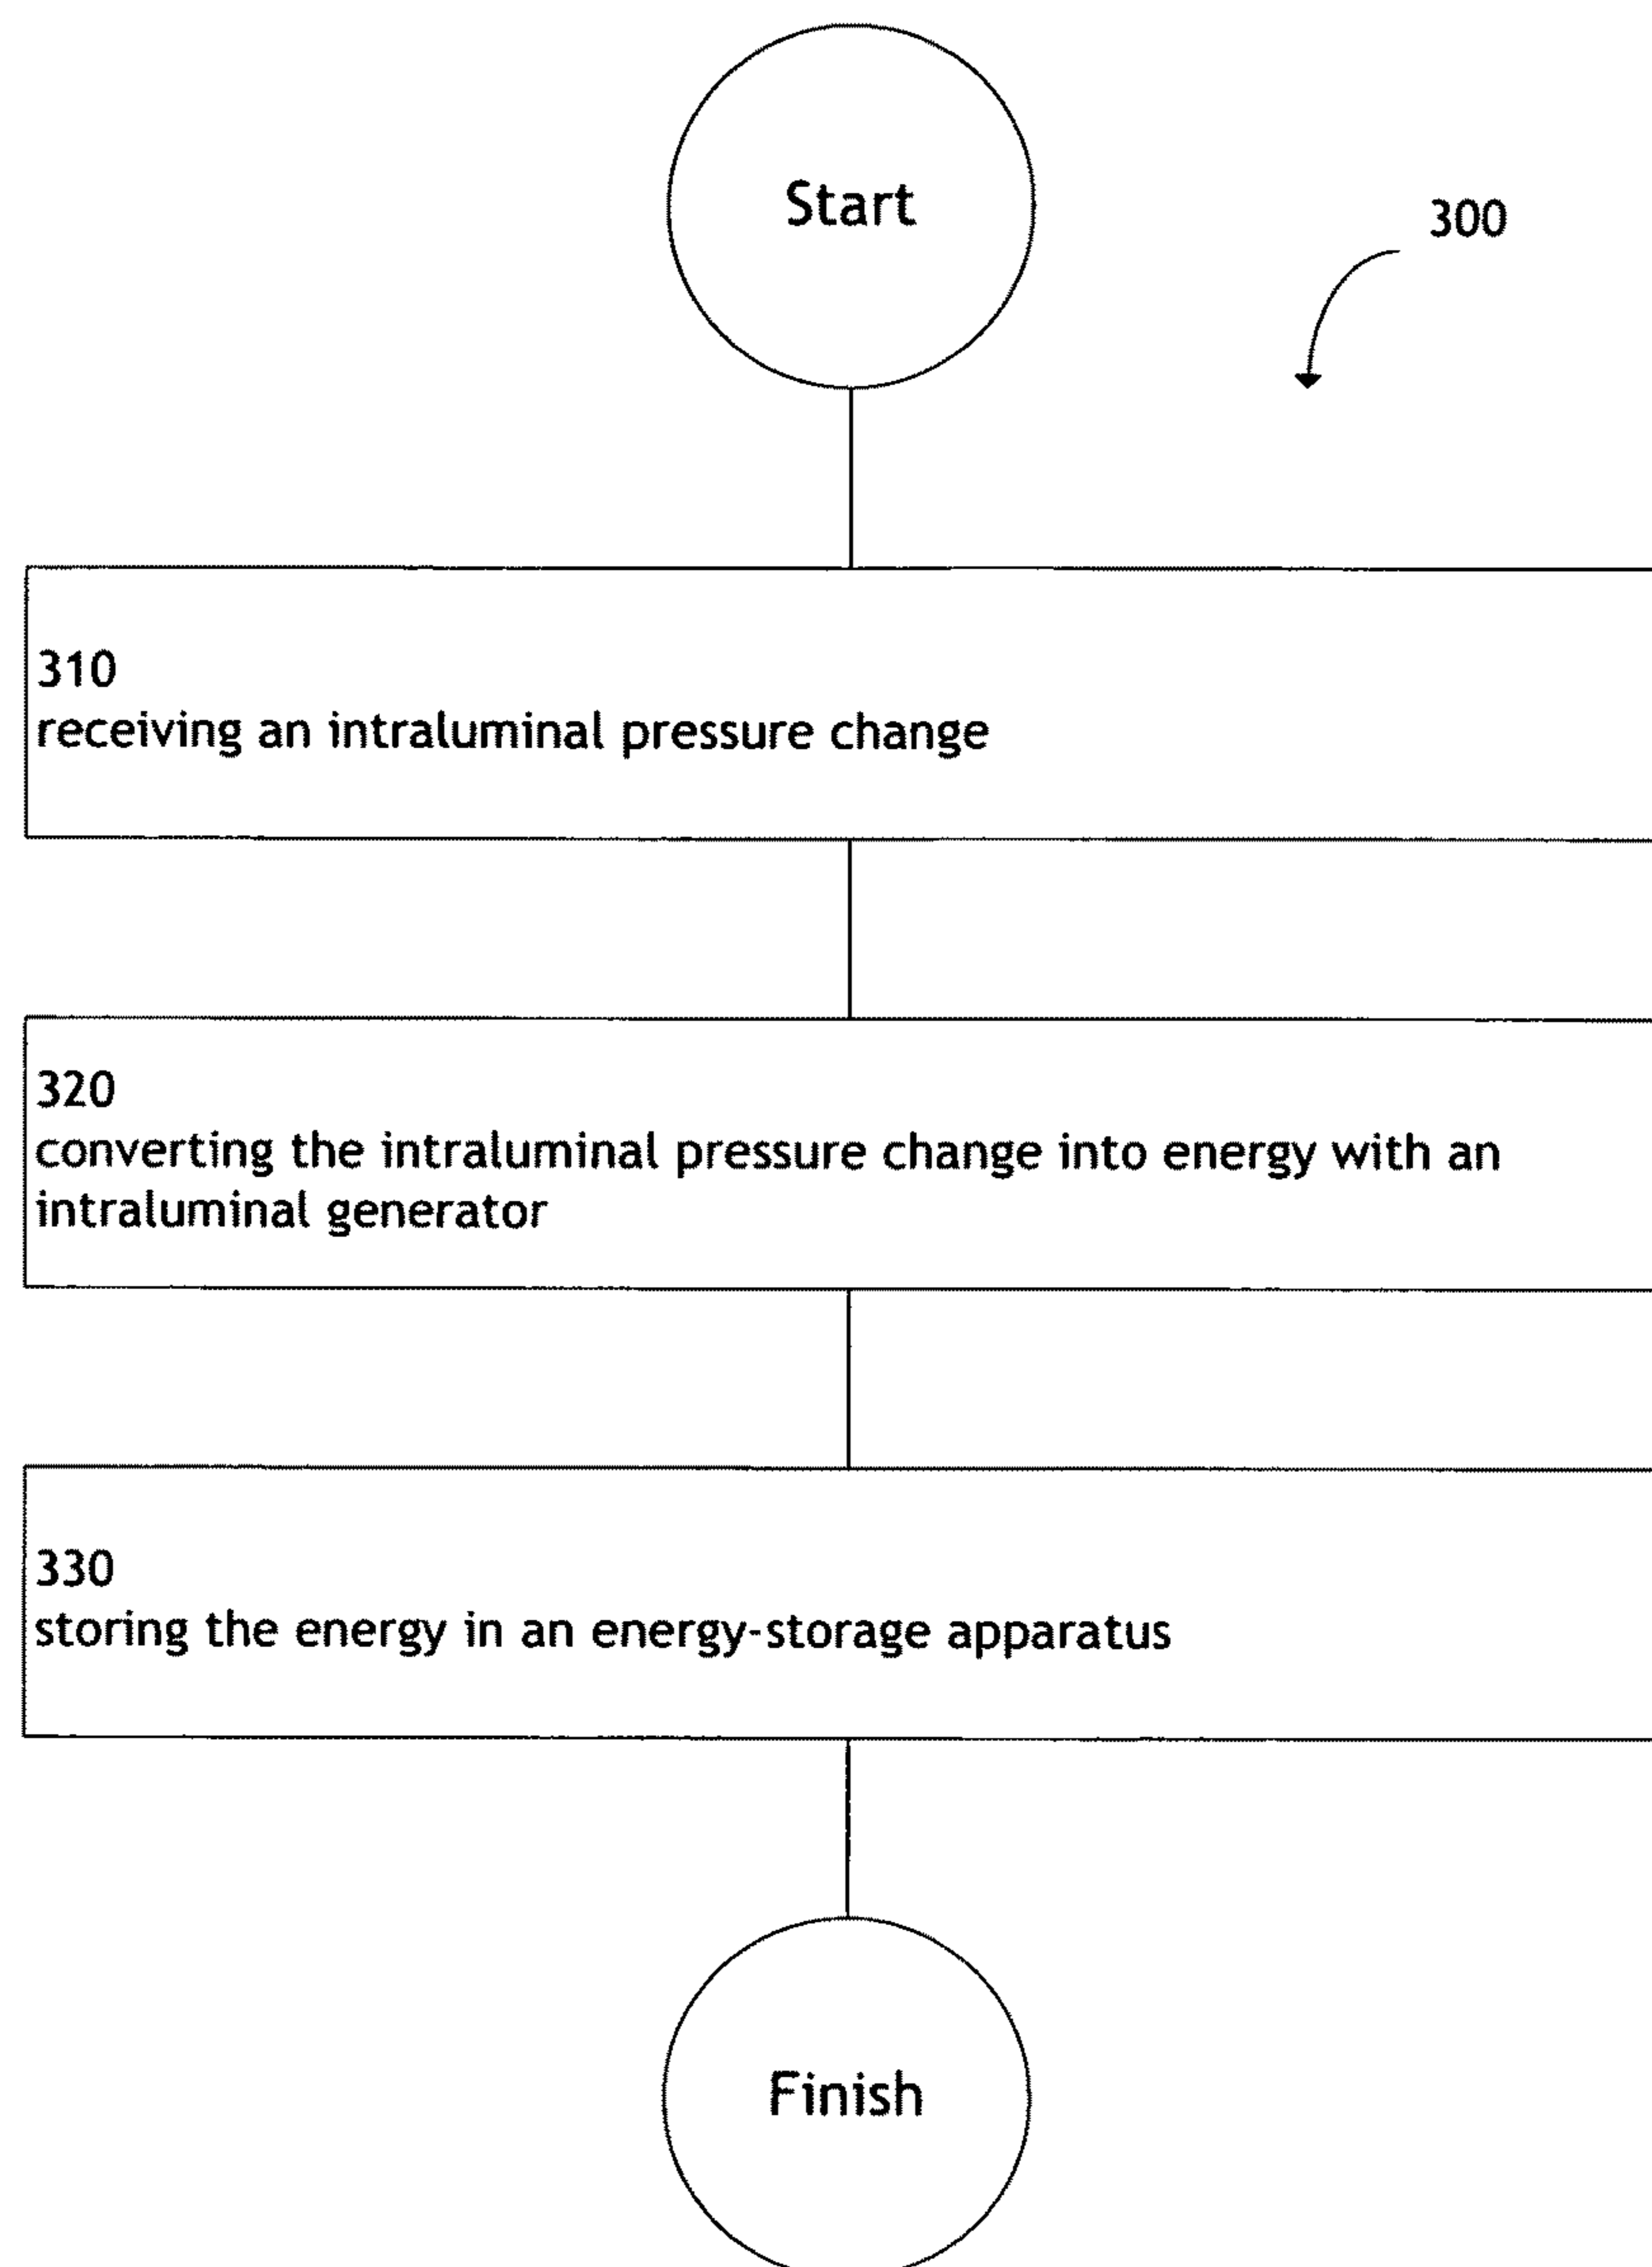 Start
300
310
receiving an intraluminal pressure change
320
converting the intraluminal pressure change into energy with an
intraluminal generator
330
storing the energy in an energy-storage apparatus
Finish